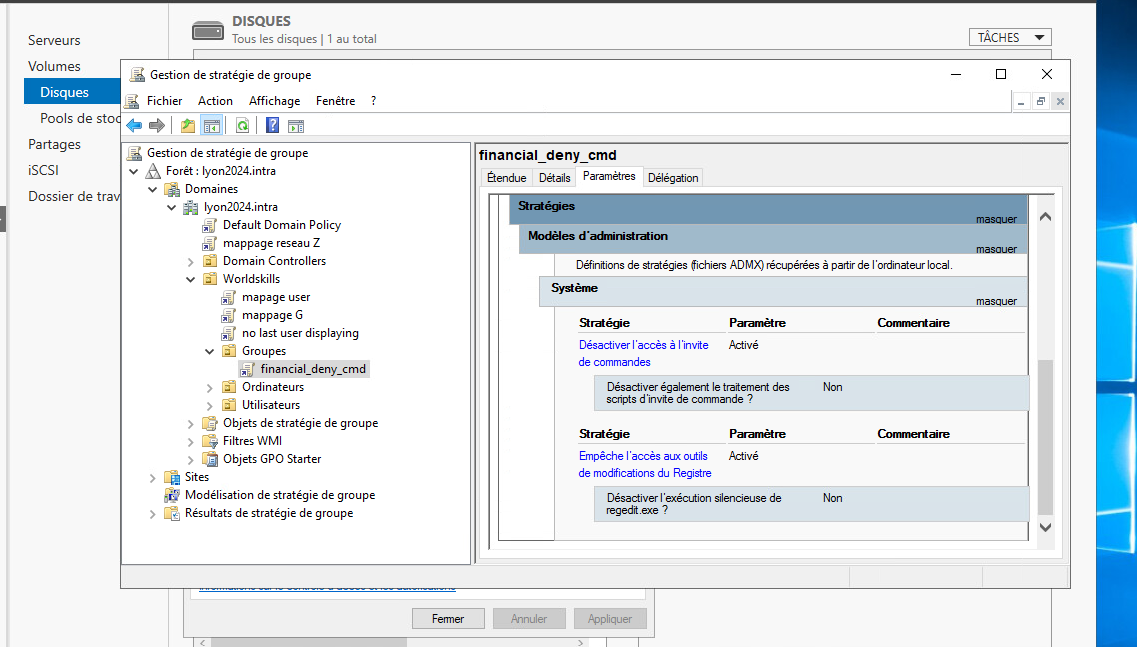 DISQUES
Tous les disques | 1 au total
TÂCHES
Serveurs
Volumes
Disques
Pools de stoc
Partages
iSCSI
Dossier de trav
Gestion de stratégie de groupe
Fichier Action Affichage Fenêtre ?
Gestion de stratégie de groupe
Forêt : lyon2024.intra
Domaines
lyon2024.intra
Default Domain Policy
mappage reseau Z
Domain Controllers
Worldskills
mapage user
mappage G
no last user displaying
Groupes
financial_deny_cmd
Ordinateurs
Utilisateurs
Objets de stratégie de groupe
Filtres WMI
Objets GPO Starter
Sites
Modélisation de stratégie de groupe
Résultats de stratégie de groupe
financial_deny_cmd
Étendue Détails Paramètres Délégation
Stratégies
masquer
Modèles d'administration
masquer
Définitions de stratégies (fichiers ADMX) récupérées à partir de l'ordinateur local.
Système
masquer
Stratégie Paramètre Commentaire
Désactiver l'accès à l'invite Activé
de commandes
Désactiver également le traitement des Non
scripts d'invite de commande ?
Stratégie Paramètre Commentaire
Empêche l'accès aux outils Activé
de modifications du Registre
Désactiver l'exécution silencieuse de Non
regedit.exe ?
Fermer Annuler Appliquer